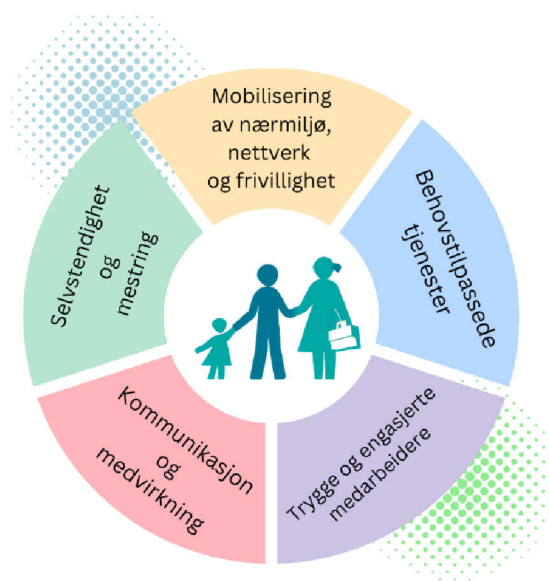 Mobilisering
av nærmiljø,
nettverk
og frivillighet
Behovstilpassede
tjenester
Trygge og engasjerte
medarbeidere
Kommunikasjon
og
medvirkning
Selvstendighet
og
mestring